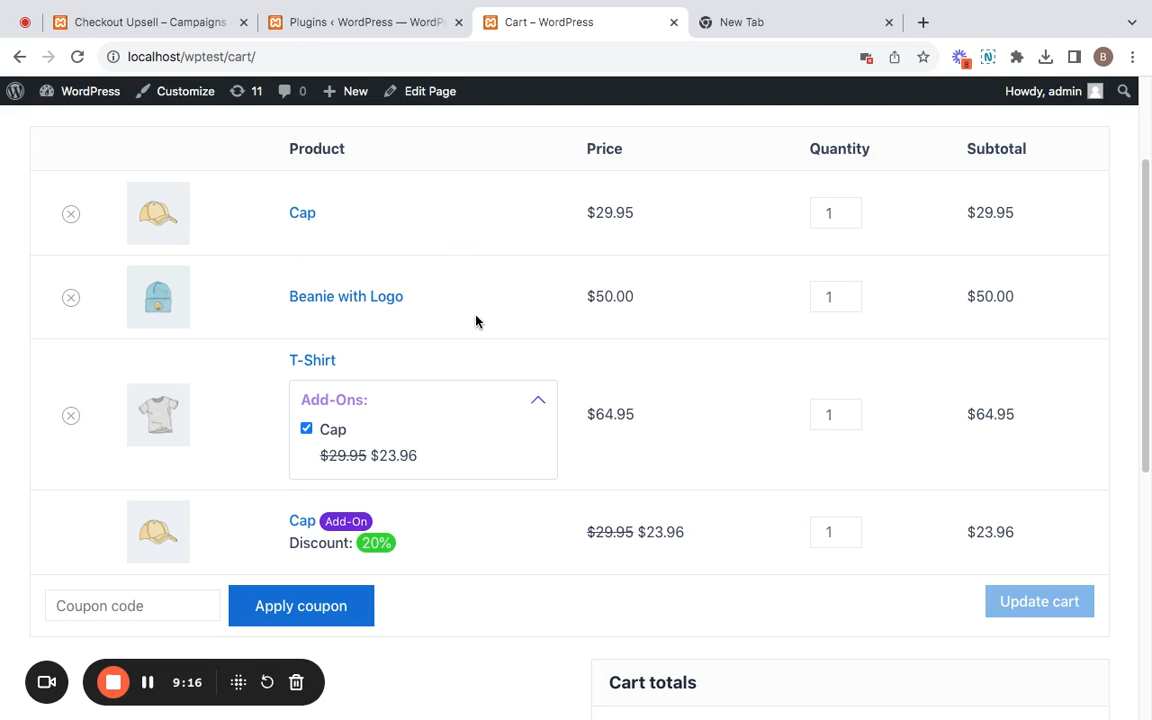 Checkout Upsell – Campaigns
Plugins ‹ WordPress — WordP
Cart – WordPress
New Tab
localhost/wptest/cart/
8
N
B
WordPress
Customize
11
0
New
Edit Page
Howdy, admin
Product
Price
Quantity
Subtotal
Cap
$29.95
1
$29.95
Beanie with Logo
$50.00
1
$50.00
T-Shirt
Add-Ons:
Cap
$29.95 $23.96
$64.95
1
$64.95
Cap Add-On
Discount: 20%
$29.95 $23.96
1
$23.96
Coupon code
Apply coupon
Update cart
9:16
Cart totals